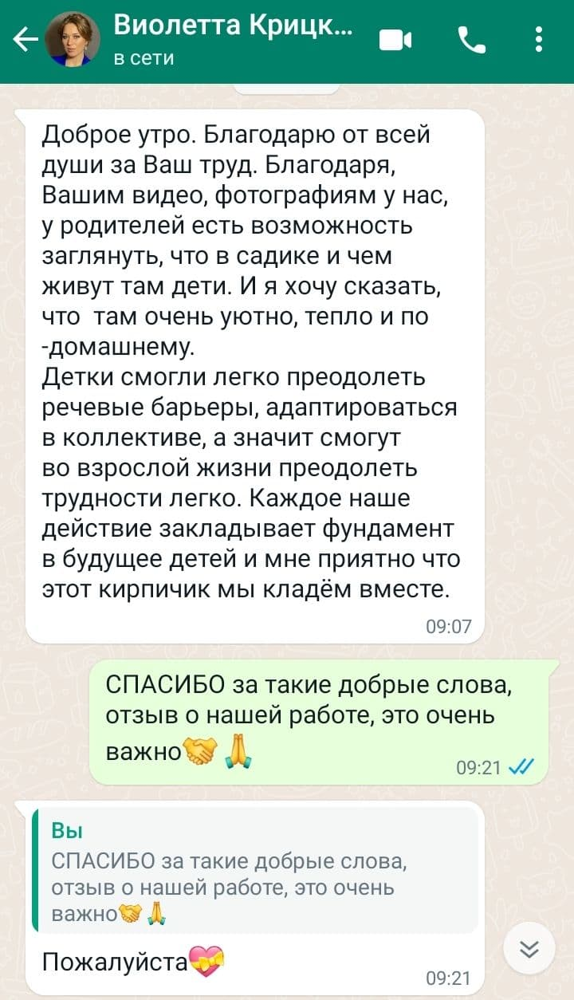 Виолетта Крицк...
в сети
Доброе утро. Благодарю от всей
души за Ваш труд. Благодаря,
Вашим видео, фотографиям у нас,
у родителей есть возможность
заглянуть, что в садике и чем
живут там дети. И я хочу сказать,
что  там очень уютно, тепло и по
-домашнему.
Детки смогли легко преодолеть
речевые барьеры, адаптироваться
в коллективе, а значит смогут
во взрослой жизни преодолеть
трудности легко. Каждое наше
действие закладывает фундамент
в будущее детей и мне приятно что
этот кирпичик мы кладём вместе.
09:07
СПАСИБО за такие добрые слова,
отзыв о нашей работе, это очень
важно🤝🙏
09:21
Вы
СПАСИБО за такие добрые слова,
отзыв о нашей работе, это очень
важно🤝🙏
Пожалуйста💝
09:21